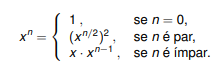 1 , se n = 0,
xⁿ = { (x^{n/2})² , se n é par,
x · x^{n−1} , se n é ímpar.